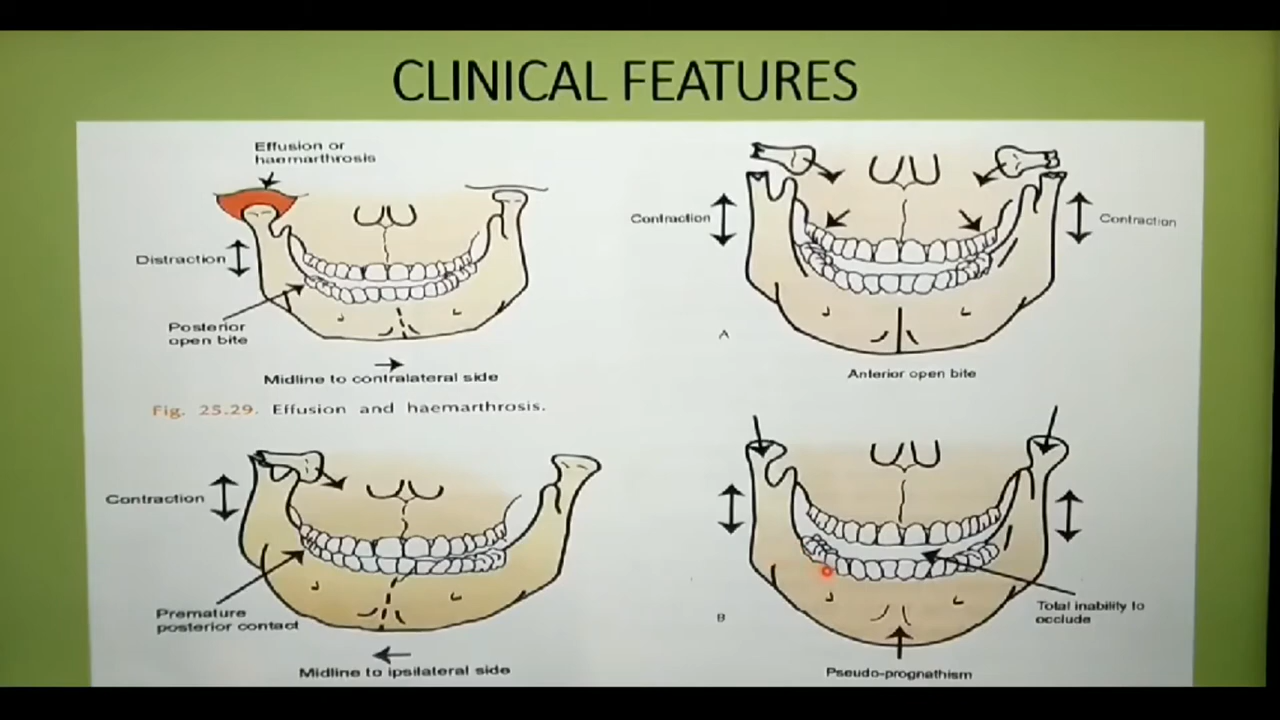 CLINICAL FEATURES
Effusion or
haemarthrosis
Distraction
Posterior
open bite
Midline to contralateral side
Fig. 25.29. Effusion and haemarthrosis.
Contraction
Contraction
A
Anterior open bite
Contraction
Premature
posterior contact
Midline to ipsilateral side
Total inability to
occlude
B
Pseudo-prognathism